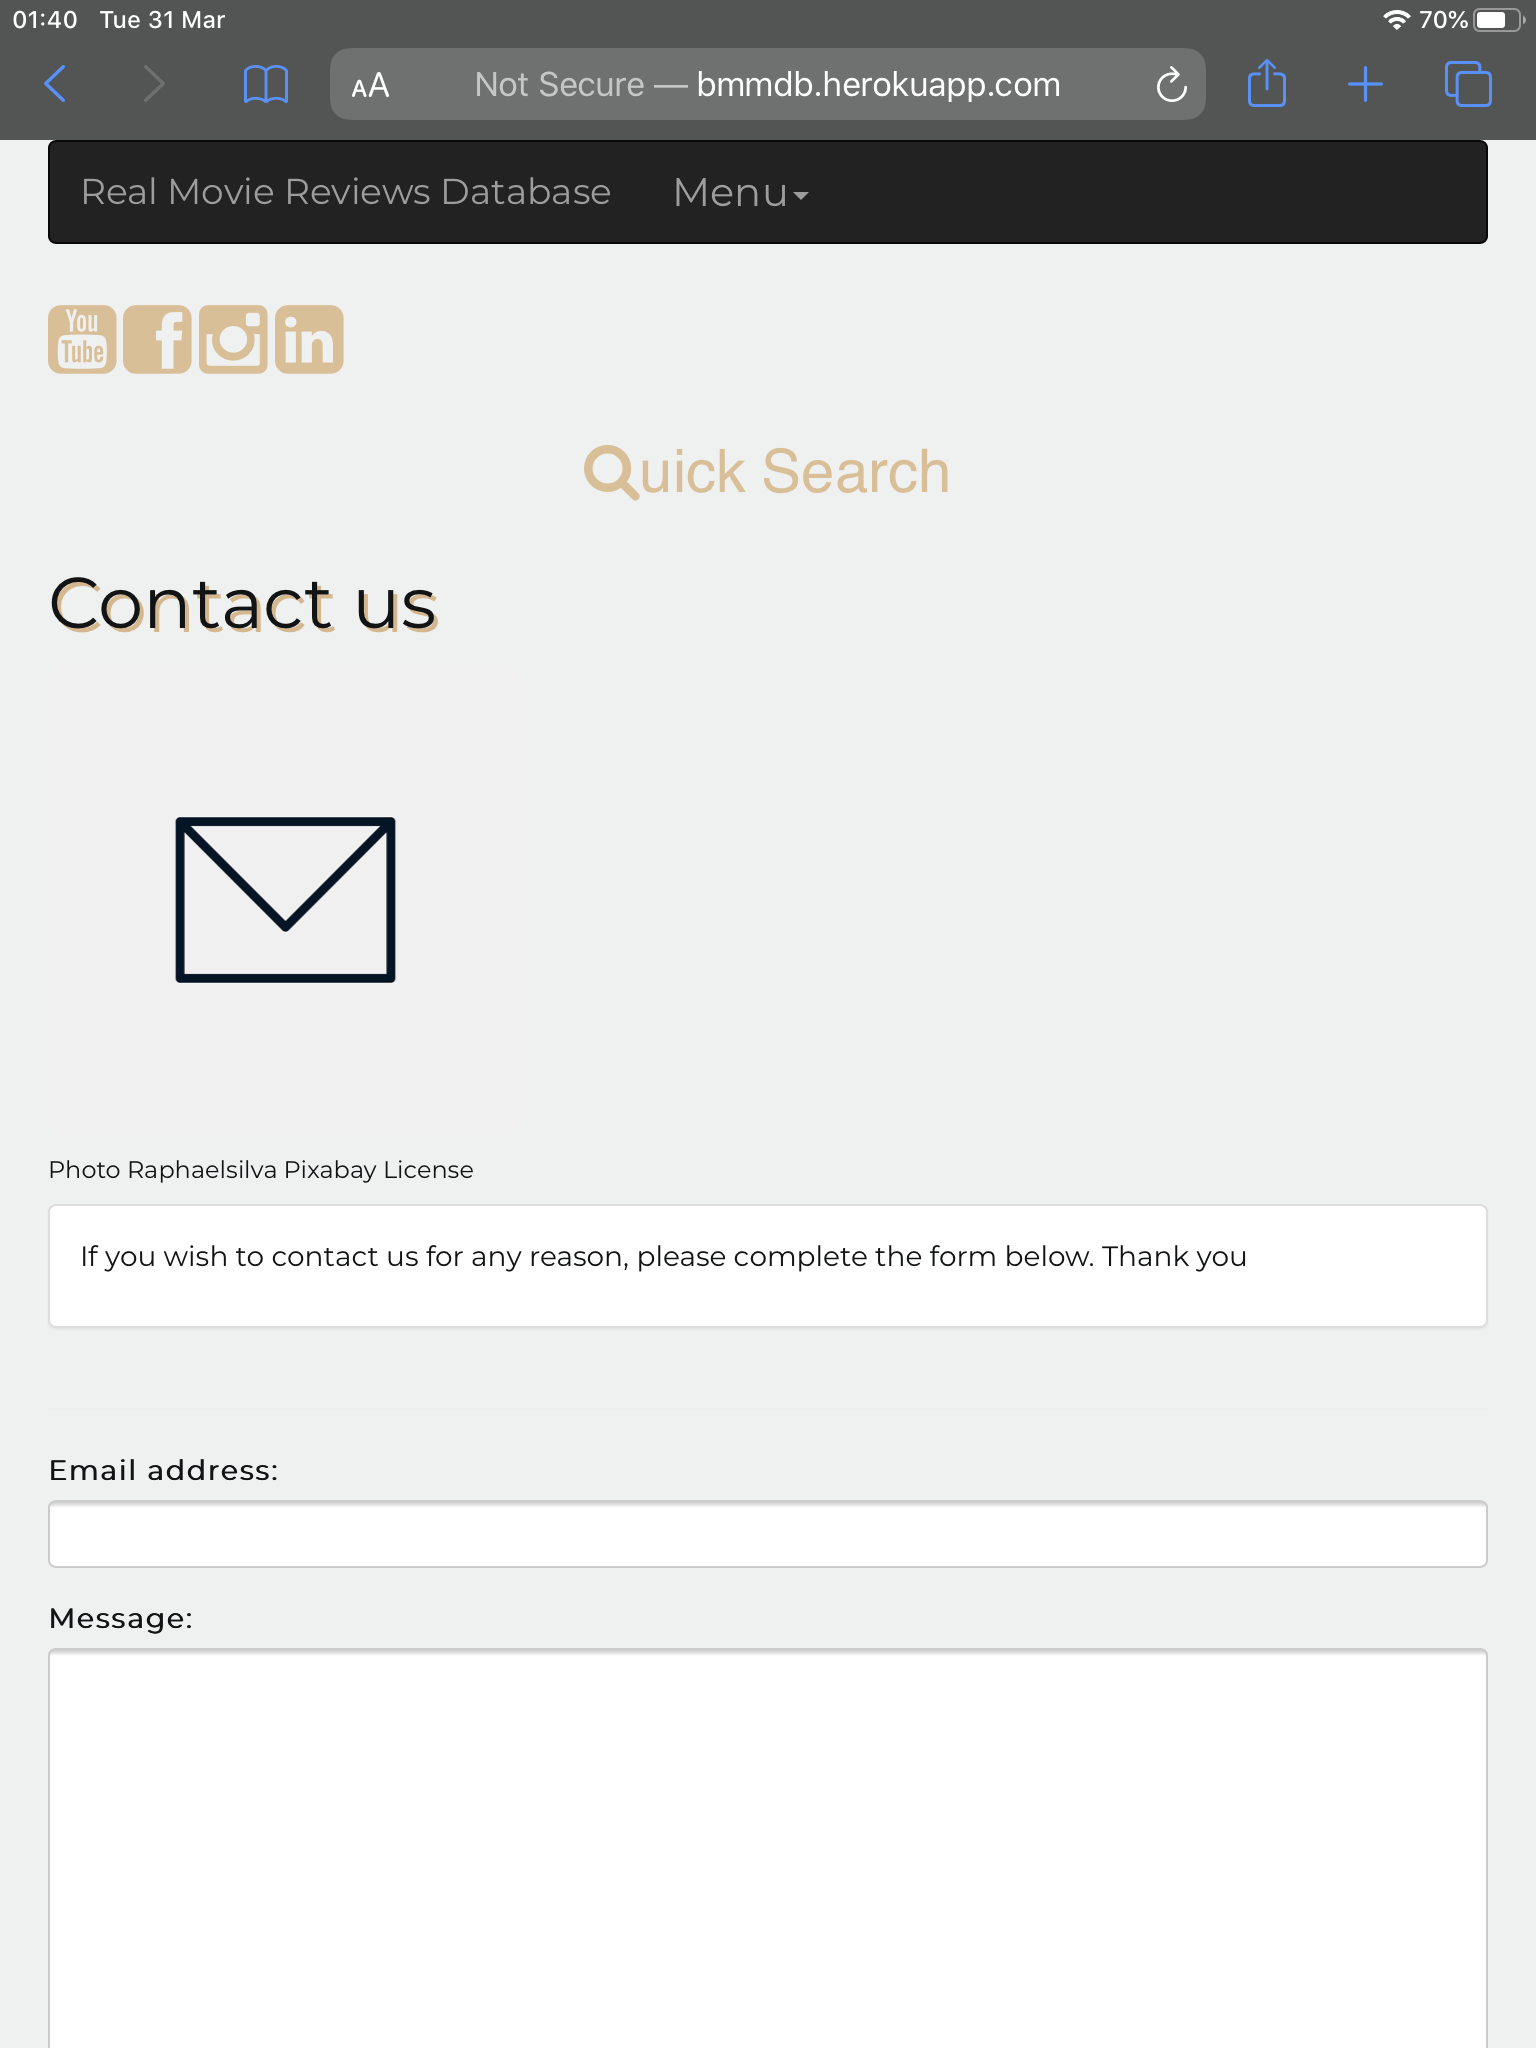 01:40 Tue 31 Mar 70%
AA Not Secure — bmmdb.herokuapp.com
Real Movie Reviews Database Menu
You
Tube f in
Quick Search
Contact us
Photo Raphaelsilva Pixabay License
If you wish to contact us for any reason, please complete the form below. Thank you
Email address:
Message: